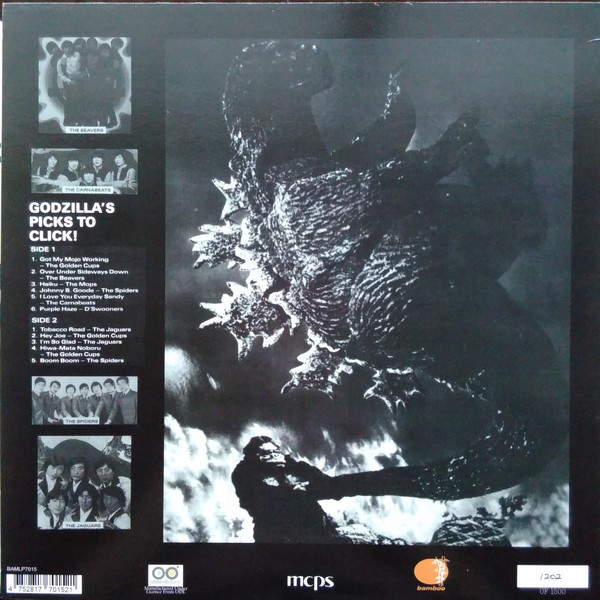 THE BEAVERS
THE CARNABEATS
GODZILLA'S
PICKS TO
CLICK!
SIDE 1
1. Got My Mojo Working
– The Golden Cups
2. Over Under Sideways Down
– The Beavers
3. Haiku – The Mops
4. Johnny B. Goode – The Spiders
5. I Love You Everyday Sandy
– The Carnabeats
6. Purple Haze – D'Swooners
SIDE 2
1. Tobacco Road – The Jaguars
2. Hey Joe – The Golden Cups
3. I'm So Glad – The Jaguars
4. Hiwa-Mata Noboru
– The Golden Cups
5. Boom Boom – The Spiders
THE SPIDERS
THE JAGUARS
BAMLP7015
4 752817 701521
Manufactured Under
mcps
bamboo
1202
OF 1500